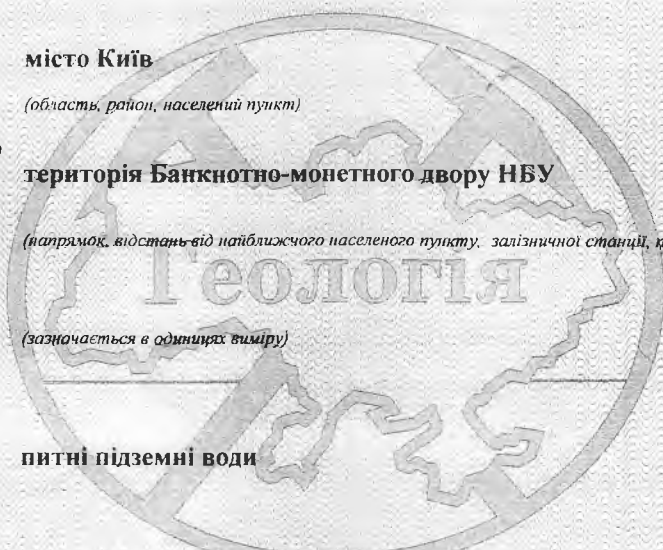 місто Київ
(область, район, населений пункт)
територія Банкнотно-монетного двору НБУ
(напрямок, відстань від найближчого населеного пункту, залізничної станції,
Геологія
(зазначається в одиницях виміру)
питні підземні води